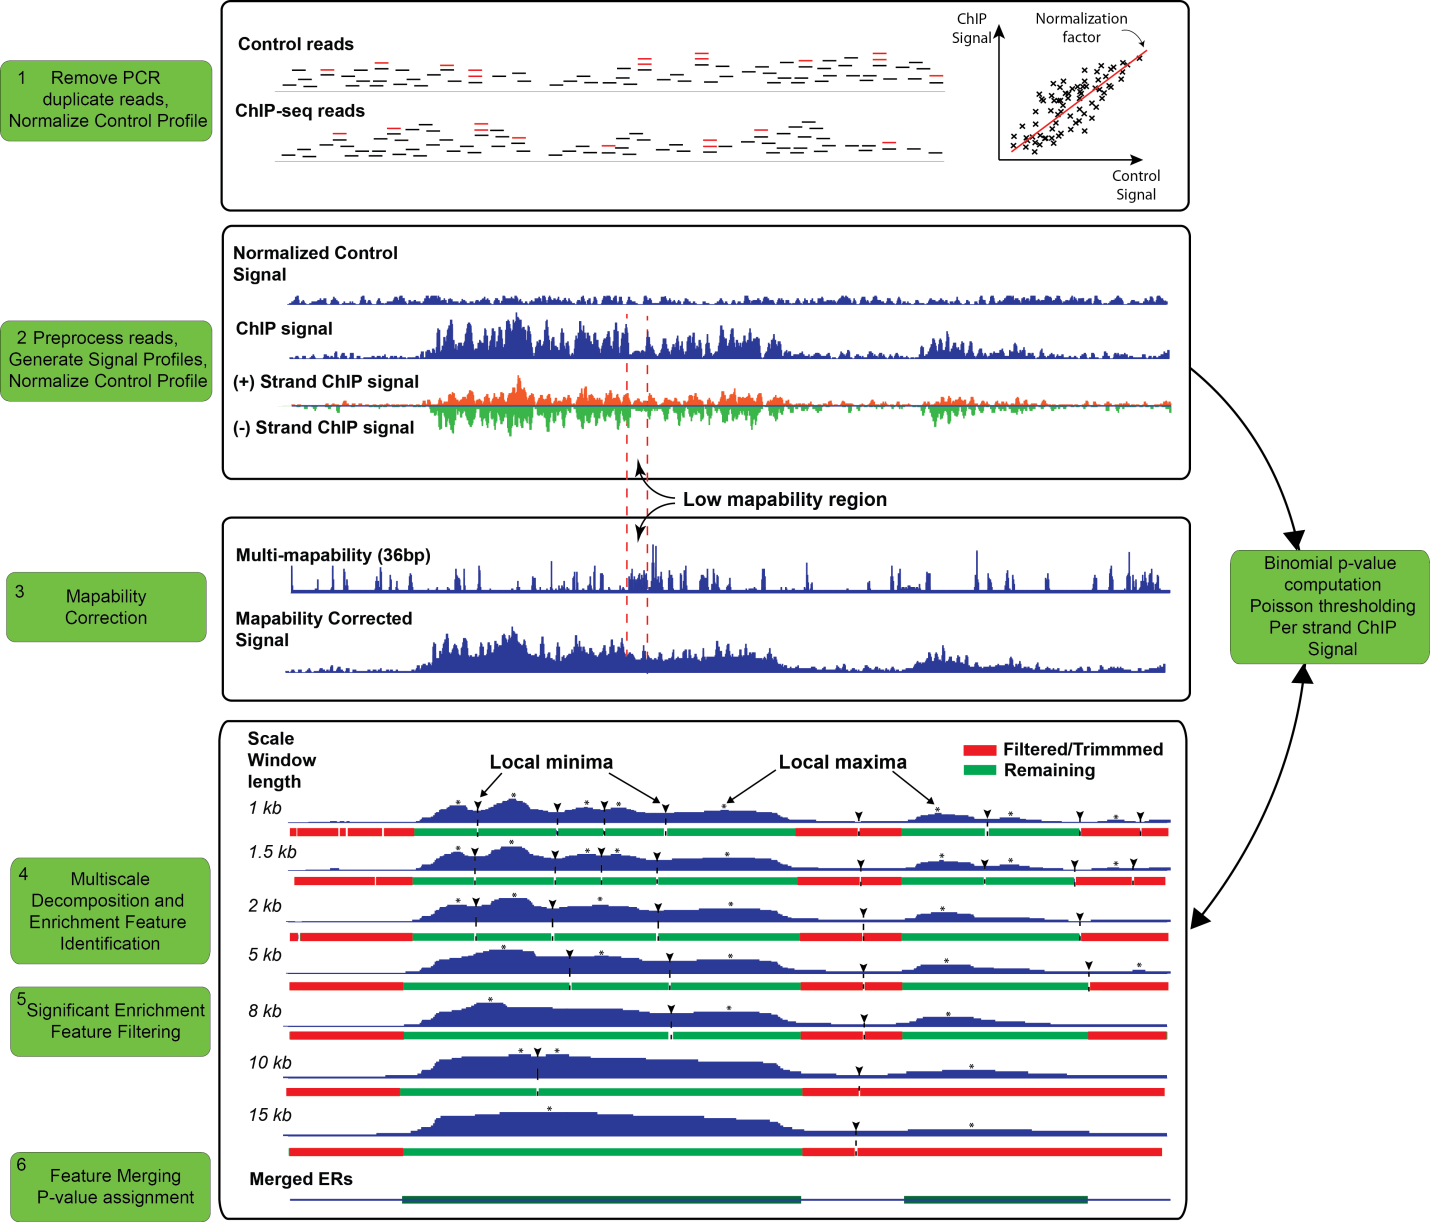 1 Remove PCR
duplicate reads,
Normalize Control Profile
Control reads
ChIP-seq reads
ChIP
Signal
Normalization
factor
Control
Signal
2 Preprocess reads,
Generate Signal Profiles,
Normalize Control Profile
Normalized Control
Signal
ChIP signal
(+) Strand ChIP signal
(-) Strand ChIP signal
Low mapability region
3 Mapability
Correction
Multi-mapability (36bp)
Mapability Corrected
Signal
Binomial p-value
computation
Poisson thresholding
Per strand ChIP
Signal
Scale
Window
length
Local minima
Local maxima
Filtered/Trimmmed
Remaining
1 kb
1.5 kb
2 kb
5 kb
8 kb
10 kb
15 kb
4 Multiscale
Decomposition and
Enrichment Feature
Identification
5 Significant Enrichment
Feature Filtering
6 Feature Merging
P-value assignment
Merged ERs